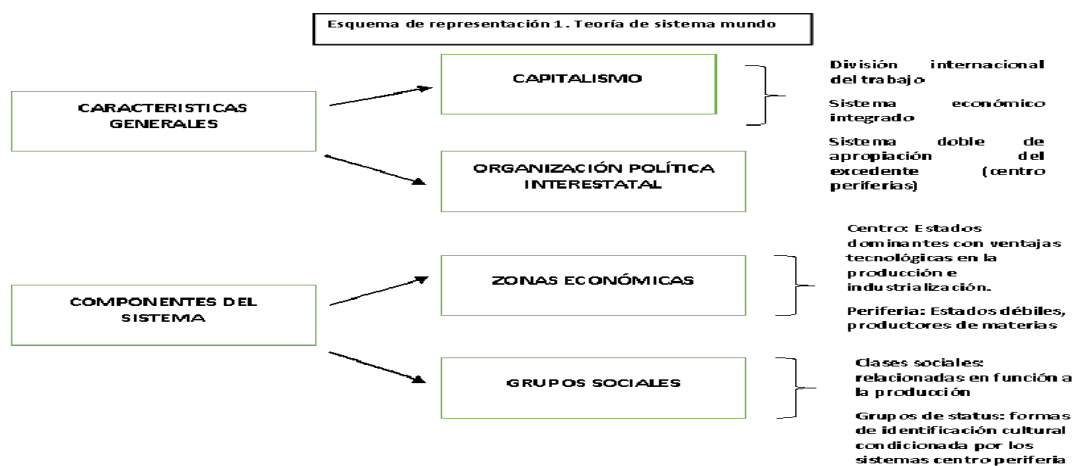 Esquema de representación 1. Teoría de sistema mundo
CARACTERISTICAS
GENERALES
CAPITALISMO
División internacional
del trabajo
Sistema económico
integrado
Sistema doble de
apropiación del
excedente (centro
periferias)
ORGANIZACIÓN POLÍTICA
INTERESTATAL
COMPONENTES DEL
SISTEMA
ZONAS ECONÓMICAS
Centro: Estados
dominantes con ventajas
tecnológicas en la
producción e
industrialización.
Periferia: Estados débiles,
productores de materias
GRUPOS SOCIALES
Clases sociales:
relacionadas en función a
la producción
Grupos de status: formas
de identificación cultural
condicionada por los
sistemas centro periferia